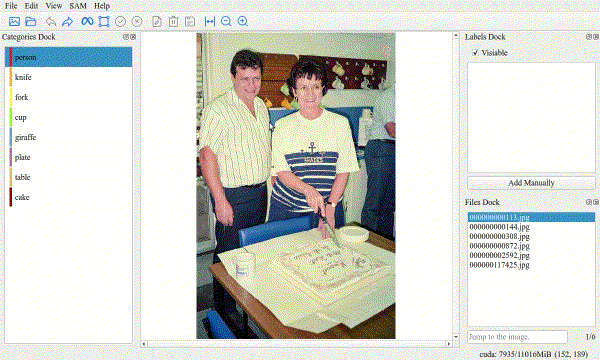 File Edit View SAM Help
Categories Dock
person
knife
fork
cup
giraffe
plate
table
cake
Labels Dock
Visiable
Add Manually
Files Dock
000000000113.jpg
000000000144.jpg
000000000308.jpg
000000000872.jpg
000000002592.jpg
000000117425.jpg
Jump to the image.
1/6
cuda: 7935/11016MiB (152, 189)